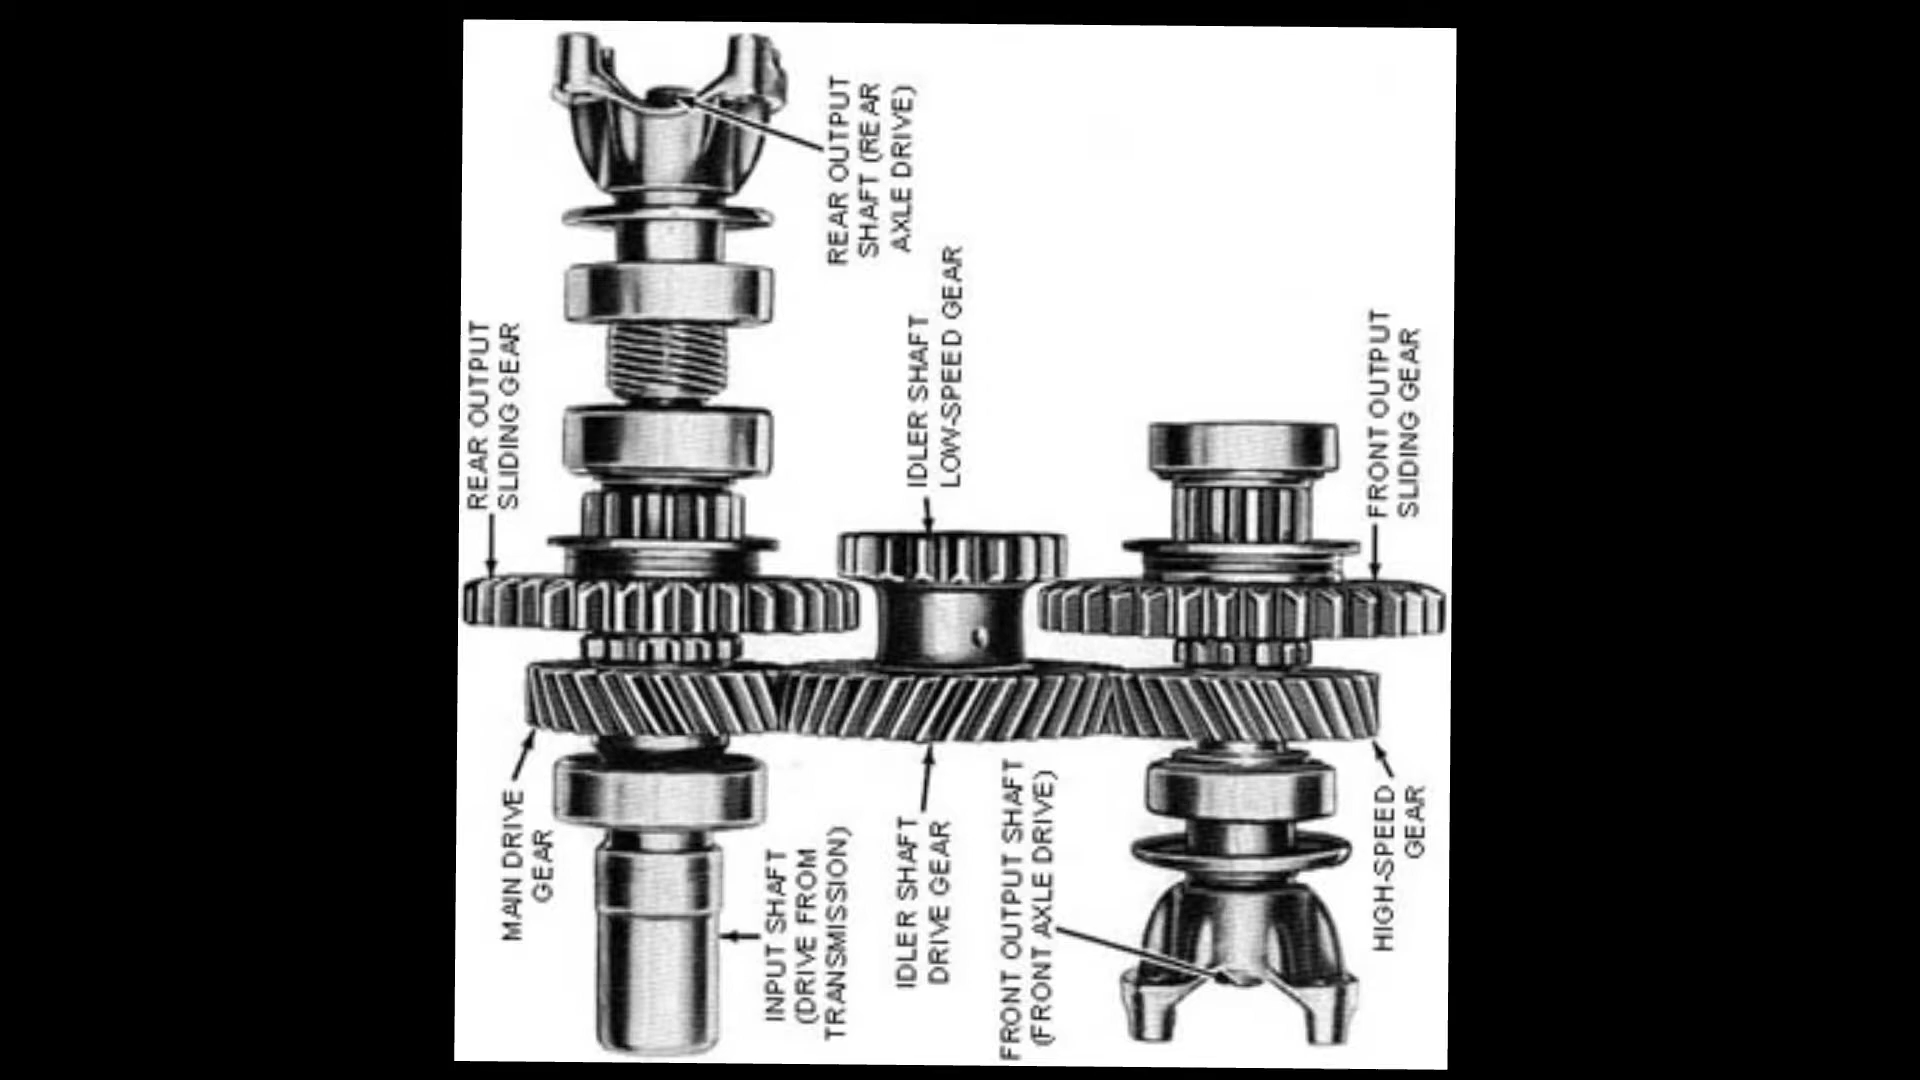 REAR OUTPUT
SLIDING GEAR
REAR OUTPUT
SHAFT (REAR
AXLE DRIVE)
IDLER SHAFT
LOW-SPEED GEAR
FRONT OUTPUT
SLIDING GEAR
MAIN DRIVE
GEAR
INPUT SHAFT
(DRIVE FROM
TRANSMISSION)
IDLER SHAFT
DRIVE GEAR
FRONT OUTPUT SHAFT
(FRONT AXLE DRIVE)
HIGH-SPEED
GEAR